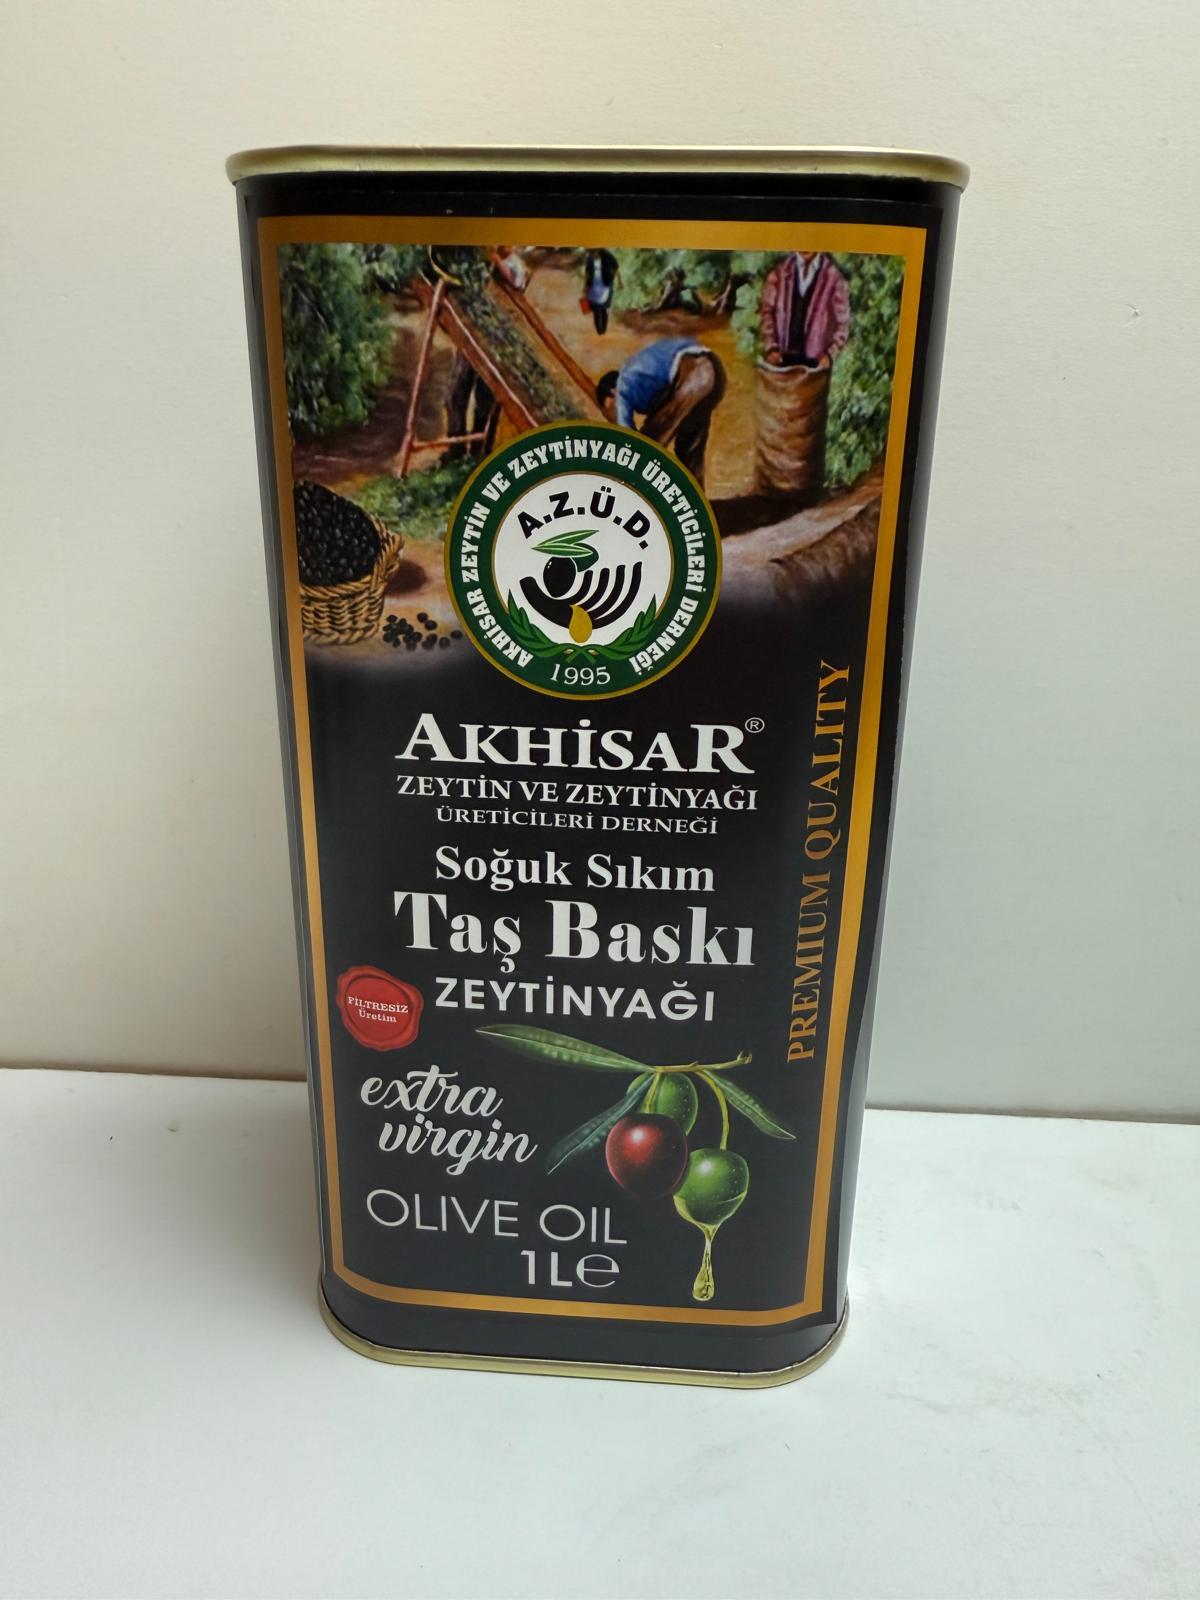 AKHİSAR ZEYTİN VE ZEYTİNYAĞI ÜRETİCİLERİ DERNEĞİ
A.Z.Ü.D.
1995
AKHİSAR®
ZEYTİN VE ZEYTİNYAĞI
ÜRETİCİLERİ DERNEĞİ
Soğuk Sıkım
Taş Baskı
ZEYTİNYAĞI
FİLTRESİZ
Üretim
extra
virgin
OLIVE OIL
1L℮
PREMIUM QUALITY